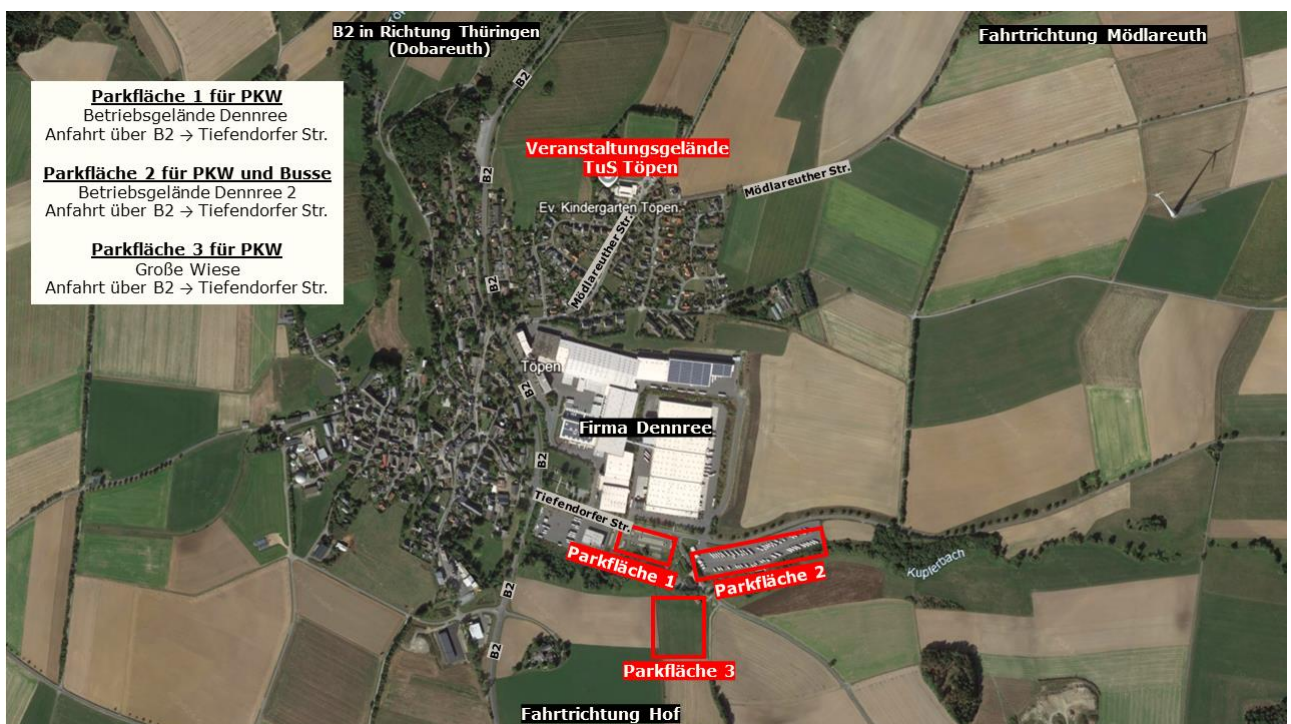 B2 in Richtung Thüringen
(Dobareuth)
Fahrtrichtung Mödlareuth
Parkfläche 1 für PKW
Betriebsgelände Dennree
Anfahrt über B2 → Tiefendorfer Str.
Parkfläche 2 für PKW und Busse
Betriebsgelände Dennree 2
Anfahrt über B2 → Tiefendorfer Str.
Parkfläche 3 für PKW
Große Wiese
Anfahrt über B2 → Tiefendorfer Str.
B2
B2
Veranstaltungsgelände
TuS Töpen
Mödlareuther Str.
Ev. Kindergarten Töpen
Mödlareuther Str.
B2
Töpen
B2
Firma Dennree
B2
Tiefendorfer Str.
Parkfläche 1
Parkfläche 2
Kupferbach
B2
B2
Parkfläche 3
Fahrtrichtung Hof